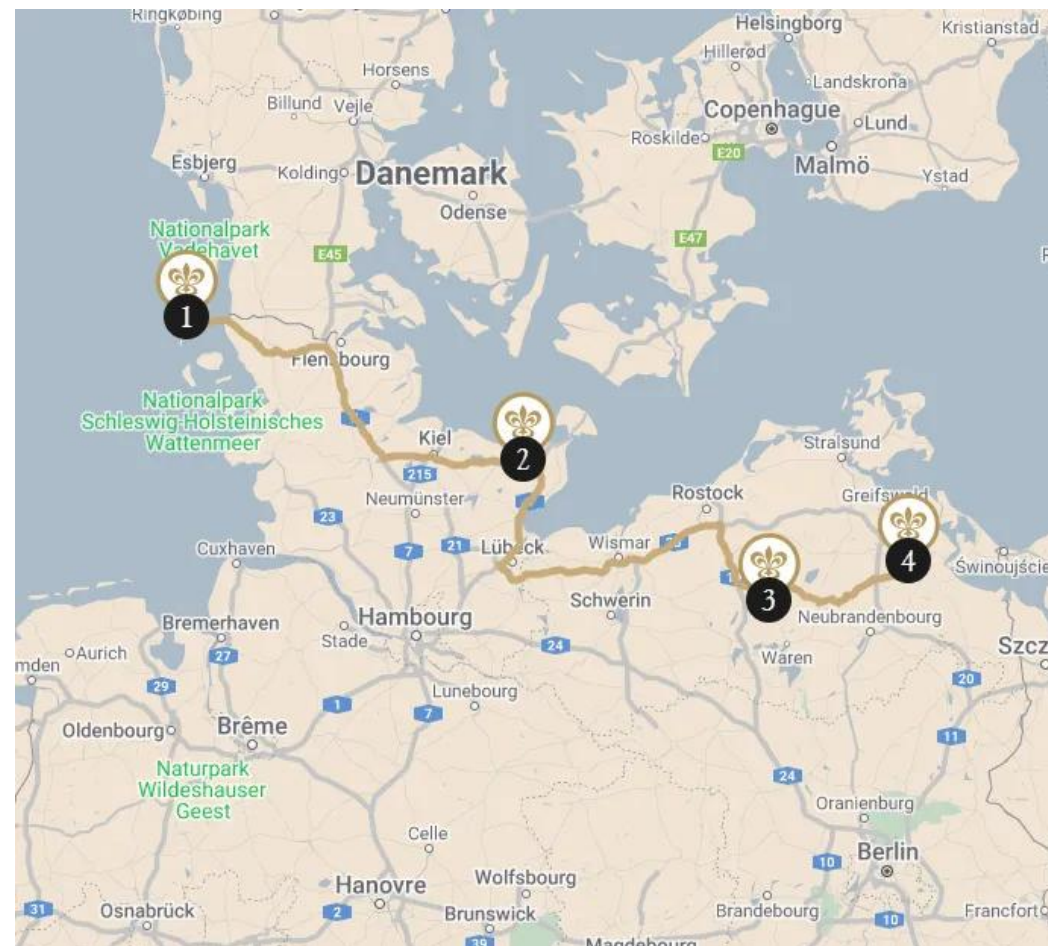 Ringkøbing
Helsingborg
Kristianstad
Hillerød
Horsens
Landskrona
Billund
Vejle
Copenhague
Lund
Roskilde
E20
Esbjerg
Kolding
Danemark
Malmö
Ystad
Odense
Nationalpark
Vadehavet
E45
E47
1
Flensbourg
Nationalpark
Schleswig-Holsteinisches
Wattenmeer
Kiel
2
Stralsund
215
Neumünster
Rostock
Greifswald
23
Cuxhaven
7
21
Lübeck
Wismar
4
Świnoujście
3
Schwerin
Hambourg
Neubrandenbourg
Bremerhaven
Stade
24
Waren
Szcz
Aurich
mden
27
29
Lunebourg
20
1
7
Oldenbourg
Brême
11
Naturpark
Wildeshauser
Geest
24
Oranienburg
Celle
Berlin
10
Hanovre
Wolfsbourg
31
Osnabrück
2
Brunswick
Brandebourg
10
Francfort
39
Magdebourg